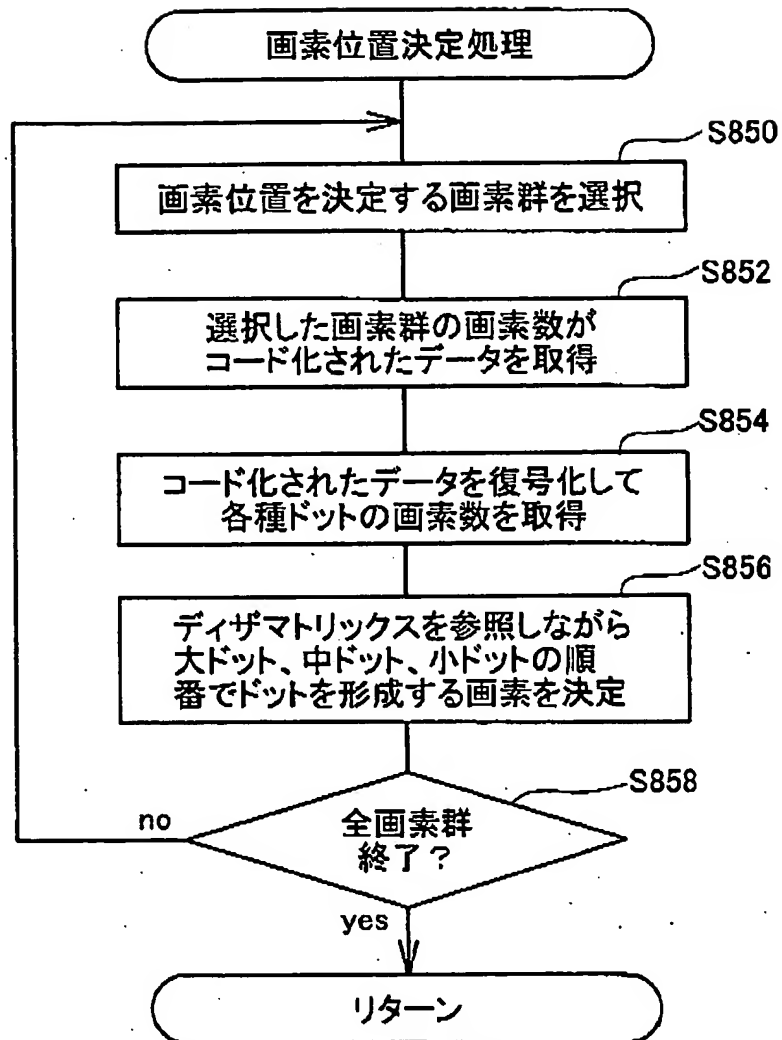 画素位置決定処理
S850
画素位置を決定する画素群を選択
S852
選択した画素群の画素数が
コード化されたデータを取得
S854
コード化されたデータを復号化して
各種ドットの画素数を取得
S856
ディザマトリックスを参照しながら
大ドット、中ドット、小ドットの順
番でドットを形成する画素を決定
S858
no
全画素群
終了？
yes
リターン